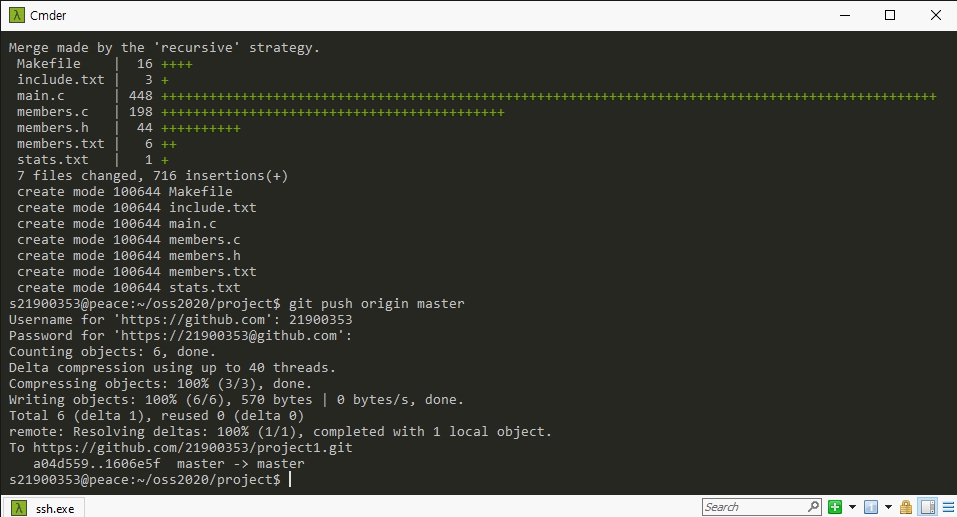 Cmder
Merge made by the 'recursive' strategy.
 Makefile    |  16 ++++
 include.txt |   3 +
 main.c      | 448 +++++++++++++++++++++++++++++++++++++++++++++++++++++++++++++++++++++++++++++++++++++++++++++++++
 members.c   | 198 +++++++++++++++++++++++++++++++++++++++++++
 members.h   |  44 ++++++++++
 members.txt |   6 ++
 stats.txt   |   1 +
 7 files changed, 716 insertions(+)
 create mode 100644 Makefile
 create mode 100644 include.txt
 create mode 100644 main.c
 create mode 100644 members.c
 create mode 100644 members.h
 create mode 100644 members.txt
 create mode 100644 stats.txt
s21900353@peace:~/oss2020/project$ git push origin master
Username for 'https://github.com': 21900353
Password for 'https://21900353@github.com':
Counting objects: 6, done.
Delta compression using up to 40 threads.
Compressing objects: 100% (3/3), done.
Writing objects: 100% (6/6), 570 bytes | 0 bytes/s, done.
Total 6 (delta 1), reused 0 (delta 0)
remote: Resolving deltas: 100% (1/1), completed with 1 local object.
To https://github.com/21900353/project1.git
   a04d559..1606e5f  master -> master
s21900353@peace:~/oss2020/project$
ssh.exe
Search